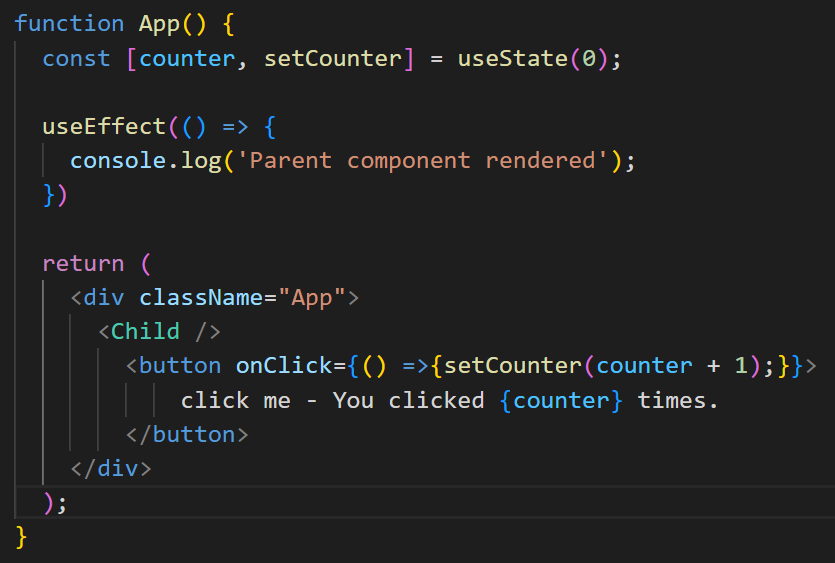 function App() {
const [counter, setCounter] = useState(0);
useEffect(() => {
console.log('Parent component rendered');
})
return (
<div className="App">
<Child />
<button onClick={() =>{setCounter(counter + 1);}}>
click me - You clicked {counter} times.
</button>
</div>
);
}